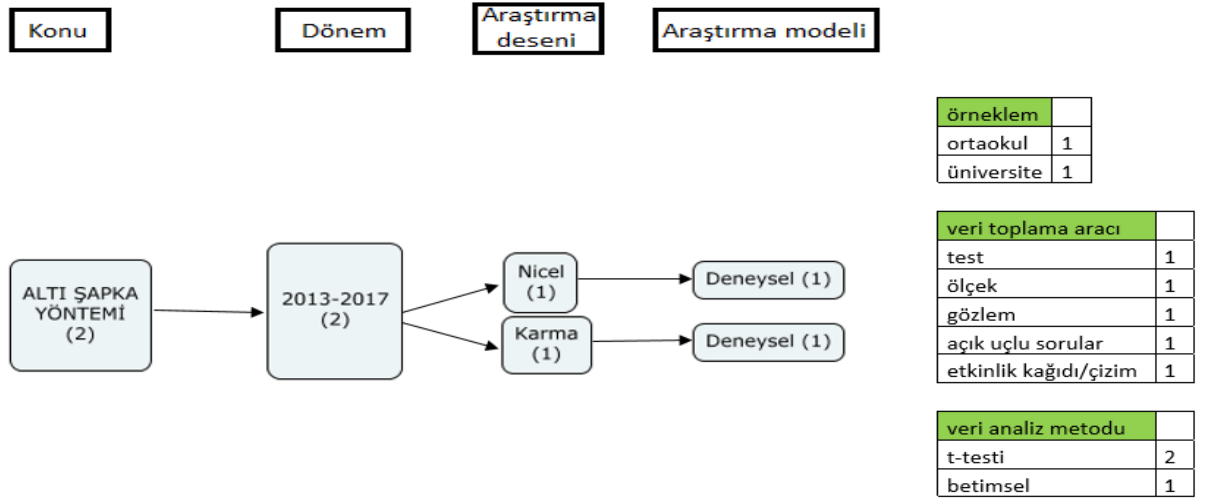 Konu
Dönem
Araştırma
deseni
Araştırma modeli
ALTI ŞAPKA
YÖNTEMİ
(2)
2013-2017
(2)
Nicel
(1)
Deneysel (1)
Karma
(1)
Deneysel (1)
örneklem
ortaokul 1
üniversite 1
veri toplama aracı
test 1
ölçek 1
gözlem 1
açık uçlu sorular 1
etkinlik kağıdı/çizim 1
veri analiz metodu
t-testi 2
betimsel 1